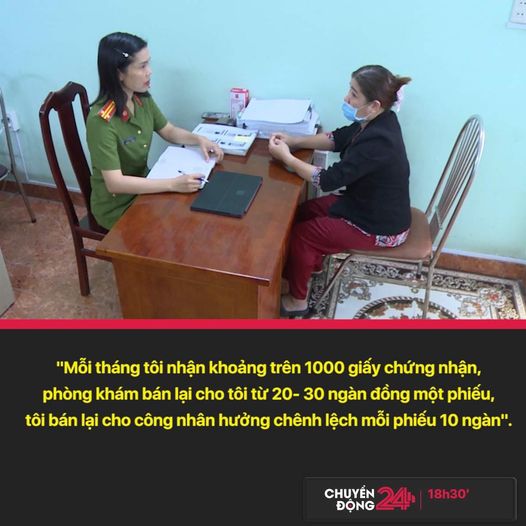 "Mỗi tháng tôi nhận khoảng trên 1000 giấy chứng nhận,
phòng khám bán lại cho tôi từ 20- 30 ngàn đồng một phiếu,
tôi bán lại cho công nhân hưởng chênh lệch mỗi phiếu 10 ngàn".
CHUYỂN ĐỘNG 24h 18h30'